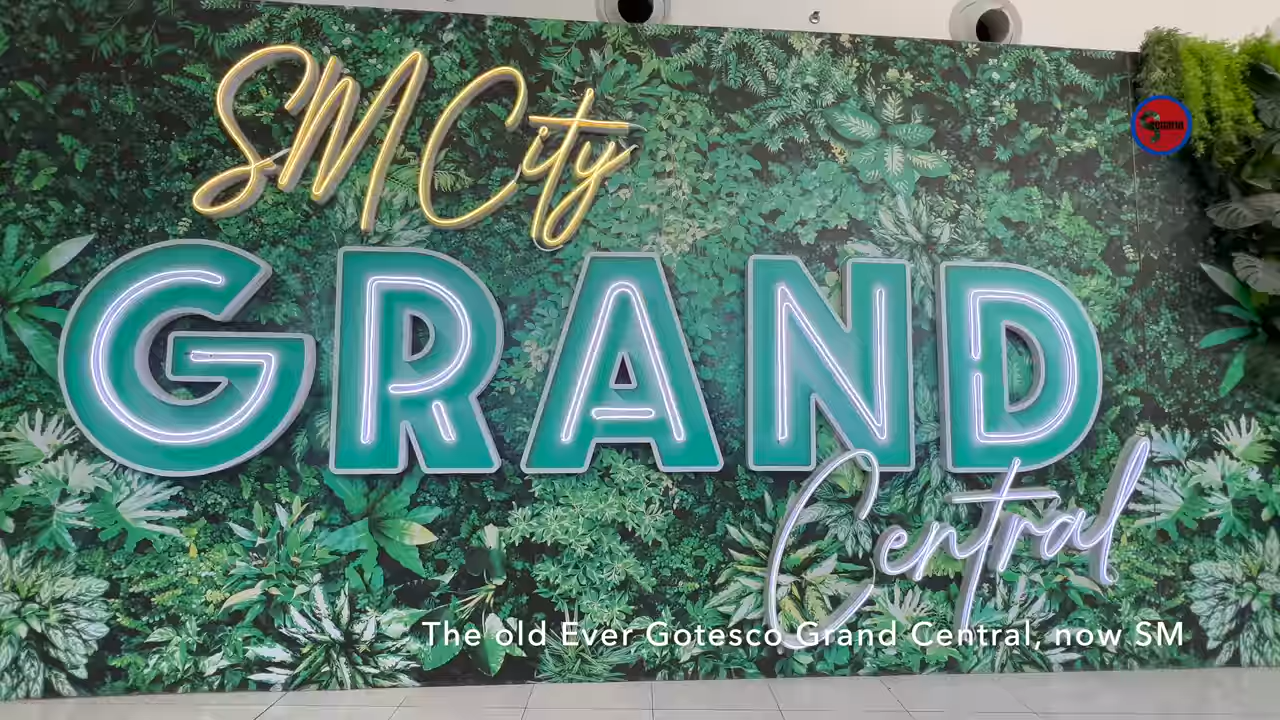 SM City
GRAND
Central
The old Ever Gotesco Grand Central, now SM